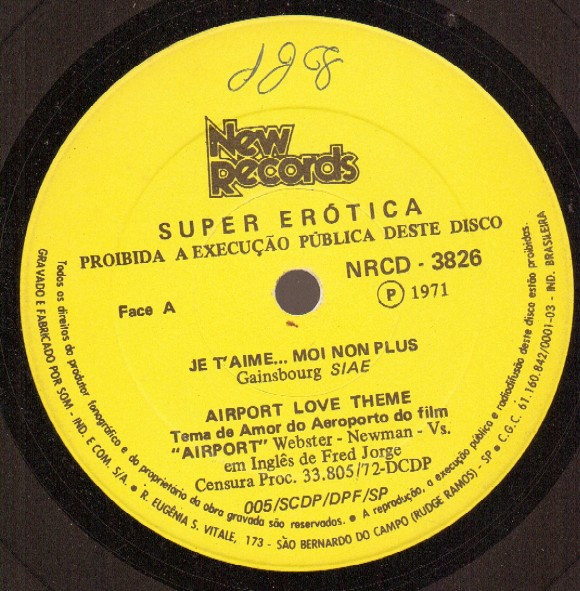 New
Records
SUPER ERÓTICA
PROIBIDA A EXECUÇÃO PÚBLICA DESTE DISCO
NRCD - 3826
Face A
P 1971
JE T'AIME... MOI NON PLUS
Gainsbourg SIAE
AIRPORT LOVE THEME
Tema de Amor do Aeroporto do film
"AIRPORT" Webster - Newman - Vs.
em Inglês de Fred Jorge
Censura Proc. 33.805/72-DCDP
005/SCDP/DPF/SP
Todos os direitos do produtor fonográfico e do proprietário da obra gravada são reservados. • A reprodução, a execução pública e radiodifusão deste disco estão proibidas.
GRAVADO E FABRICADO POR SOM - IND. E COM. S/A. • R. EUGÊNIA S. VITALE, 173 - SÃO BERNARDO DO CAMPO (RUDGE RAMOS) - SP • C.G.C. 61.160.842/0001-03 - IND. BRASILEIRA